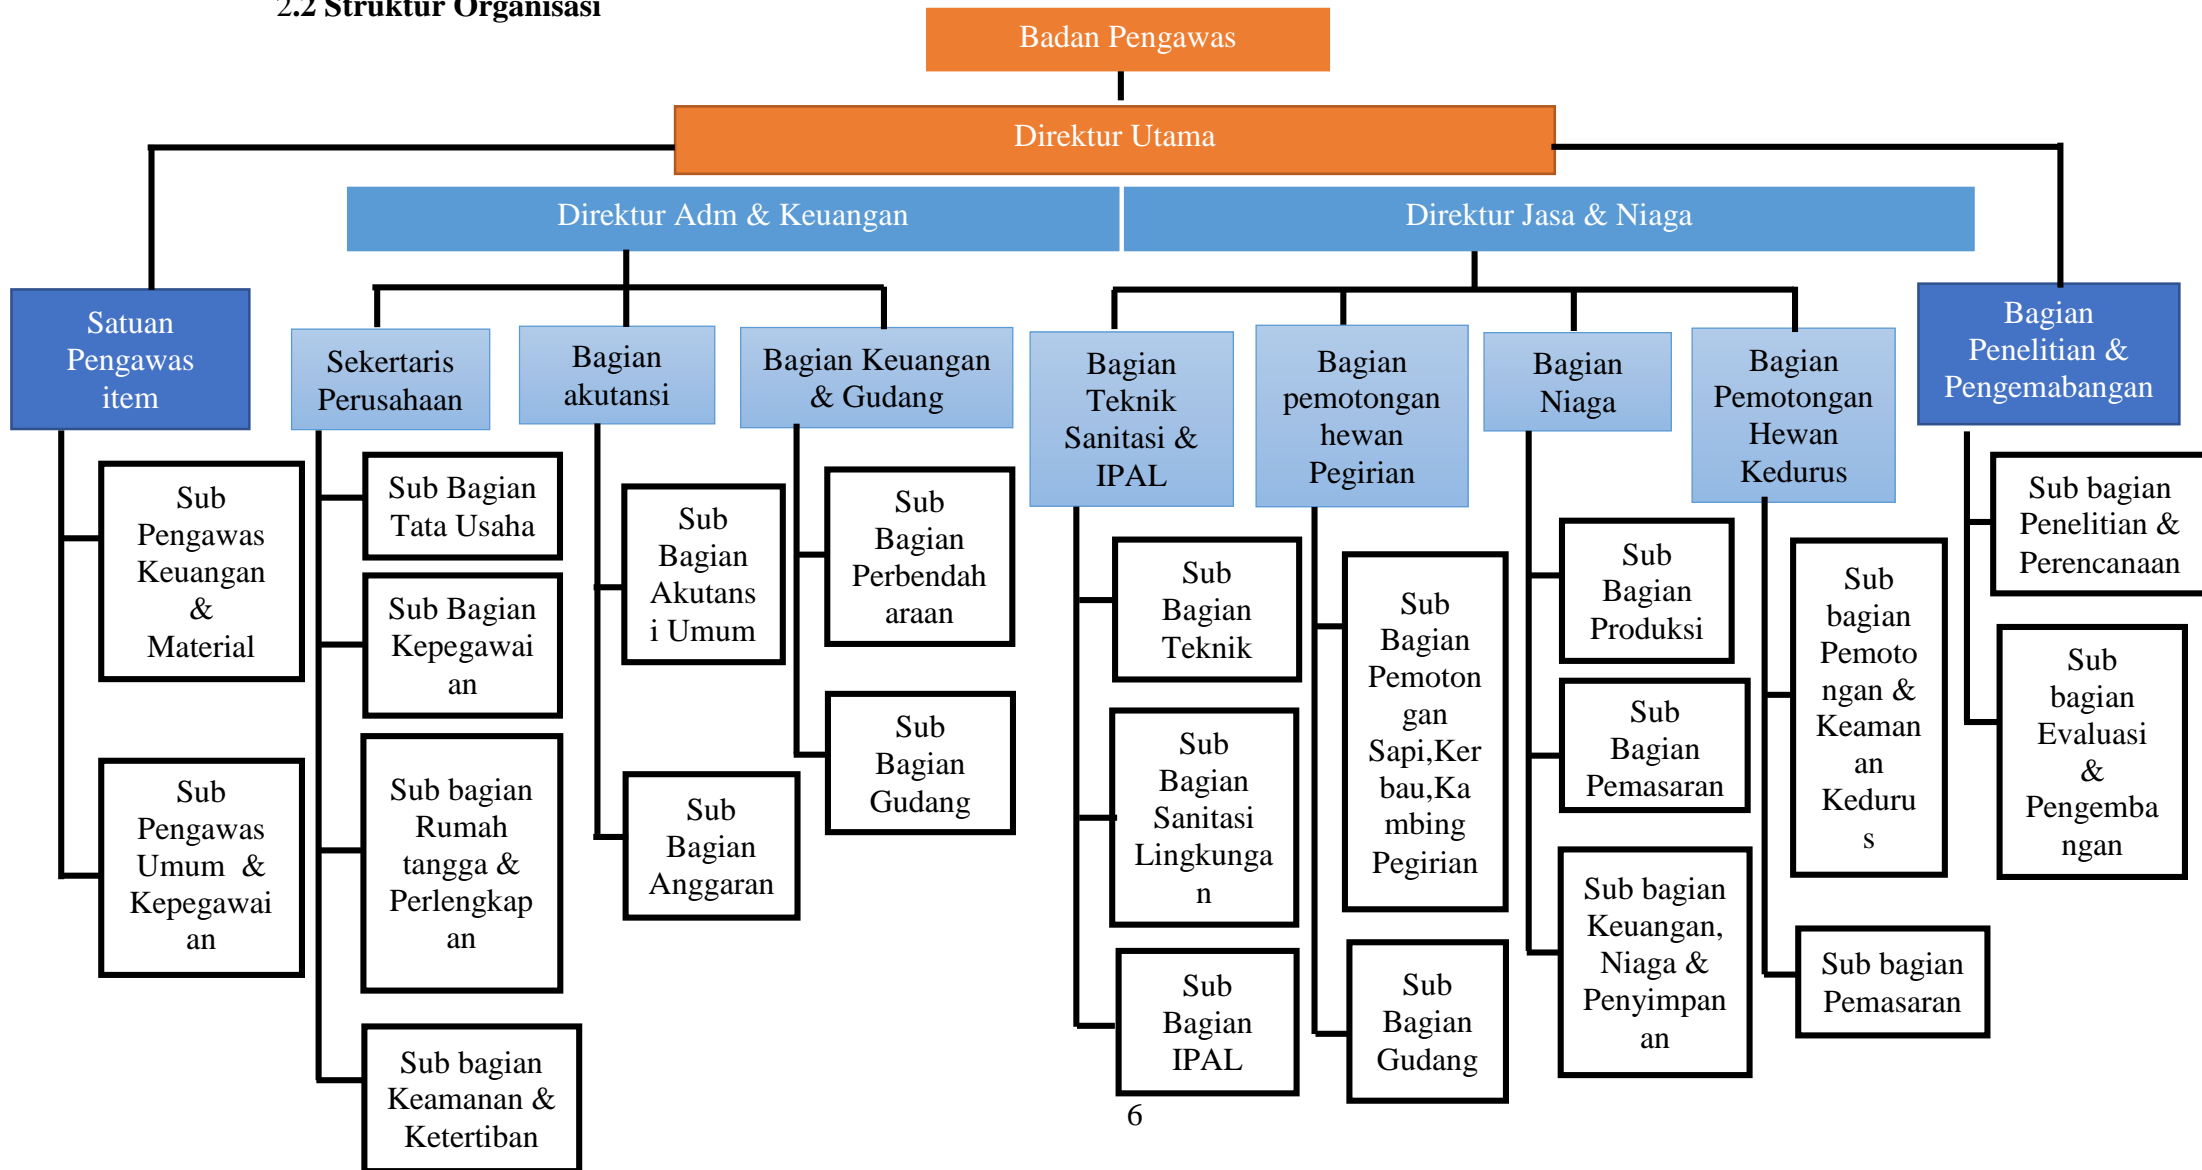 2.2 Struktur Organisasi
Badan Pengawas
Direktur Utama
Direktur Adm & Keuangan
Direktur Jasa & Niaga
Satuan
Pengawas
item
Sekertaris
Perusahaan
Bagian
akutansi
Bagian Keuangan
& Gudang
Bagian
Teknik
Sanitasi &
IPAL
Bagian
pemotongan
hewan
Pegirian
Bagian
Niaga
Bagian
Pemotongan
Hewan
Kedurus
Bagian
Penelitian &
Pengemabangan
Sub
Pengawas
Keuangan
&
Material
Sub
Pengawas
Umum  &
Kepegawai
an
Sub Bagian
Tata Usaha
Sub Bagian
Kepegawai
an
Sub bagian
Rumah
tangga &
Perlengkap
an
Sub bagian
Keamanan &
Ketertiban
Sub
Bagian
Akutans
i Umum
Sub
Bagian
Anggaran
Sub
Bagian
Perbendah
araan
Sub
Bagian
Gudang
Sub
Bagian
Teknik
Sub
Bagian
Sanitasi
Lingkunga
n
Sub
Bagian
IPAL
Sub
Bagian
Pemoton
gan
Sapi,Ker
bau,Ka
mbing
Pegirian
Sub
Bagian
Gudang
Sub
Bagian
Produksi
Sub
Bagian
Pemasaran
Sub bagian
Keuangan,
Niaga &
Penyimpan
an
Sub
bagian
Pemoto
ngan &
Keaman
an
Keduru
s
Sub bagian
Pemasaran
Sub bagian
Penelitian &
Perencanaan
Sub
bagian
Evaluasi
&
Pengemba
ngan
6